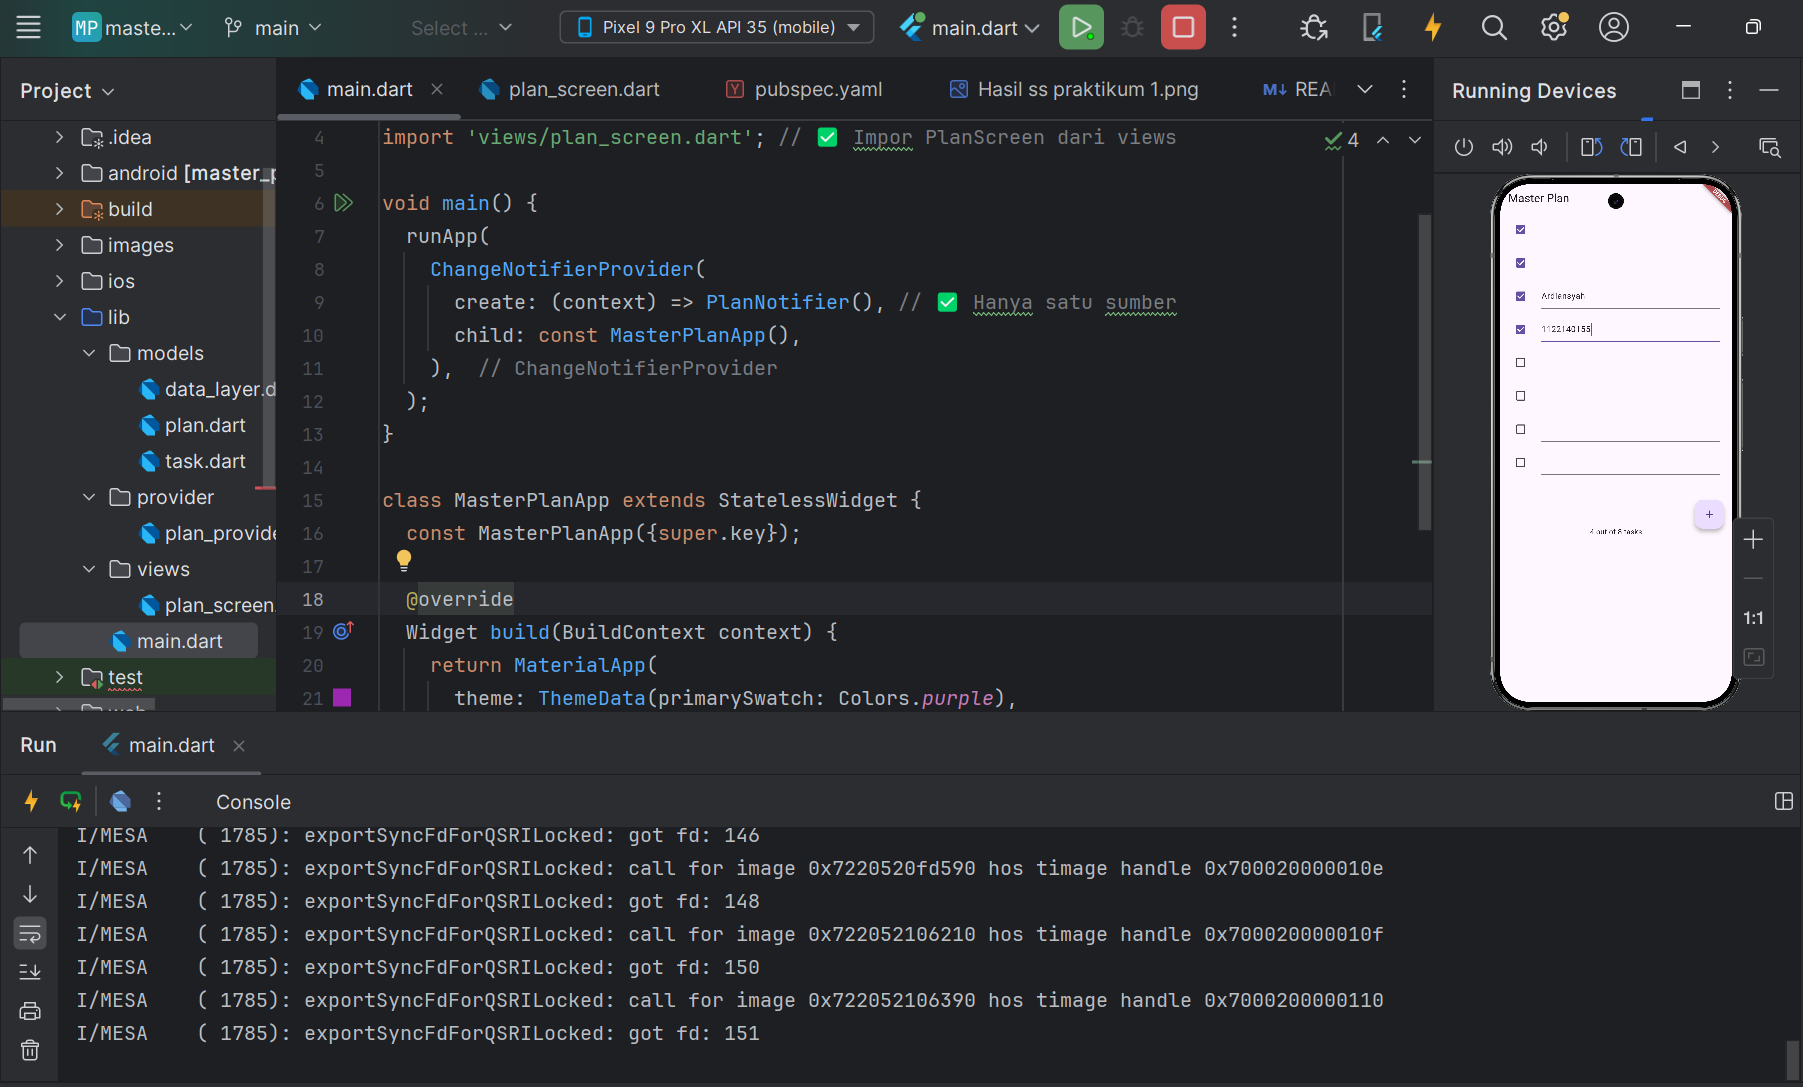 MP maste... main Select ... Pixel 9 Pro XL API 35 (mobile) main.dart
Project
main.dart plan_screen.dart pubspec.yaml Hasil ss praktikum 1.png M↓ REA
Running Devices
.idea
android [master_p
build
images
ios
lib
models
data_layer.d
plan.dart
task.dart
provider
plan_provide
views
plan_screen.
main.dart
test
4 import 'views/plan_screen.dart'; // ✅ Impor PlanScreen dari views
4
5
6 void main() {
7 runApp(
8 ChangeNotifierProvider(
9 create: (context) => PlanNotifier(), // ✅ Hanya satu sumber
10 child: const MasterPlanApp(),
11 ), // ChangeNotifierProvider
12 );
13 }
14
15 class MasterPlanApp extends StatelessWidget {
16 const MasterPlanApp({super.key});
17
18 @override
19 Widget build(BuildContext context) {
20 return MaterialApp(
21 theme: ThemeData(primarySwatch: Colors.purple),
Master Plan
Ardiansyah
1122140155
+
4 out of 8 tasks
1:1
Run main.dart
Console
I/MESA ( 1785): exportSyncFdForQSRILocked: got fd: 146
I/MESA ( 1785): exportSyncFdForQSRILocked: call for image 0x7220520fd590 hos timage handle 0x700020000010e
I/MESA ( 1785): exportSyncFdForQSRILocked: got fd: 148
I/MESA ( 1785): exportSyncFdForQSRILocked: call for image 0x722052106210 hos timage handle 0x700020000010f
I/MESA ( 1785): exportSyncFdForQSRILocked: got fd: 150
I/MESA ( 1785): exportSyncFdForQSRILocked: call for image 0x722052106390 hos timage handle 0x7000200000110
I/MESA ( 1785): exportSyncFdForQSRILocked: got fd: 151